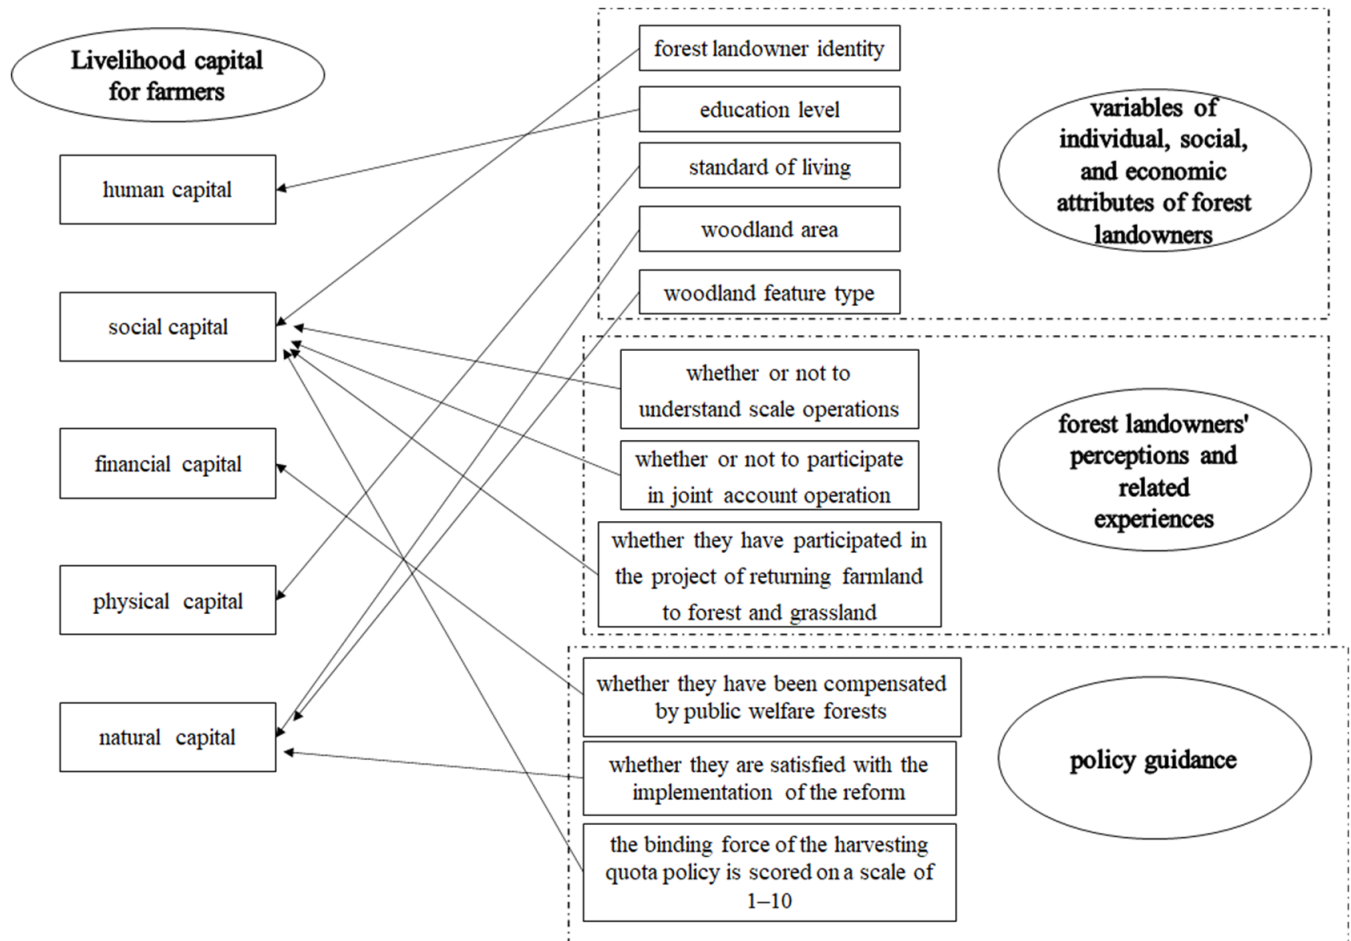 Livelihood capital
for farmers
human capital
social capital
financial capital
physical capital
natural capital
forest landowner identity
education level
standard of living
woodland area
woodland feature type
variables of
individual, social,
and economic
attributes of forest
landowners
whether or not to
understand scale operations
whether or not to participate
in joint account operation
whether they have participated in
the project of returning farmland
to forest and grassland
forest landowners'
perceptions and
related
experiences
whether they have been compensated
by public welfare forests
whether they are satisfied with the
implementation of the reform
the binding force of the harvesting
quota policy is scored on a scale of
1–10
policy guidance